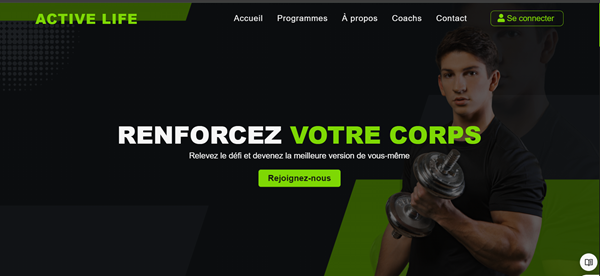 ACTIVE LIFE
Accueil Programmes À propos Coachs Contact Se connecter
RENFORCEZ VOTRE CORPS
Relevez le défi et devenez la meilleure version de vous-même
Rejoignez-nous